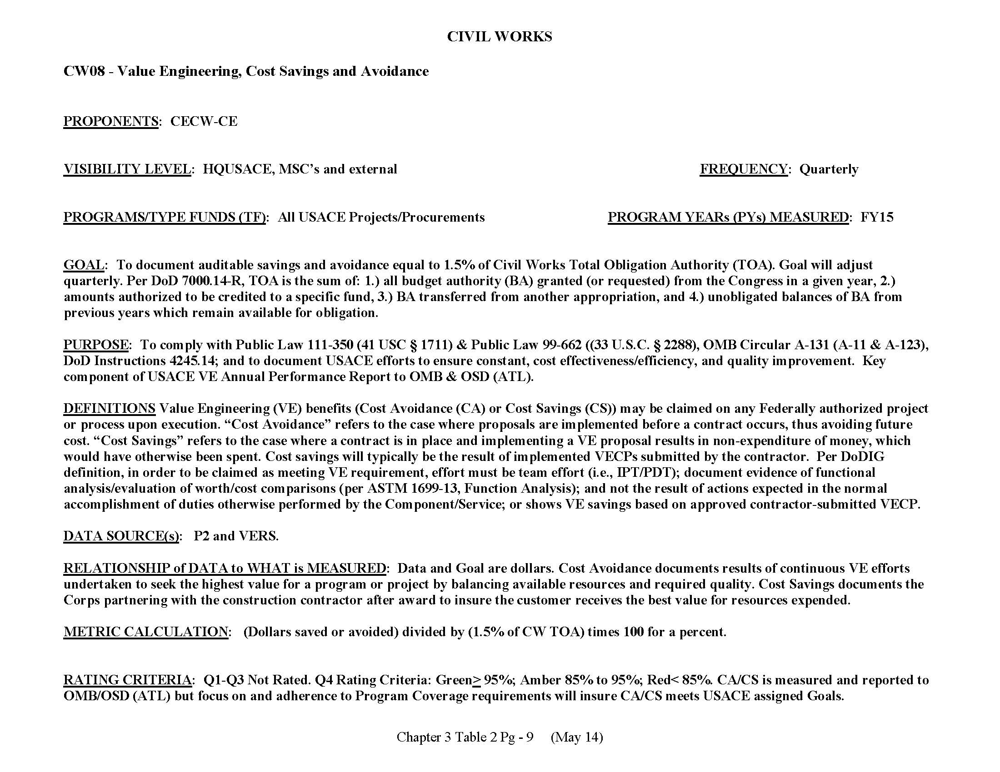 CIVIL WORKS
CW08 - Value Engineering, Cost Savings and Avoidance
PROPONENTS: CECW-CE
VISIBILITY LEVEL: HQUSACE, MSC’s and external FREQUENCY: Quarterly
PROGRAMS/TYPE FUNDS (TF): All USACE Projects/Procurements PROGRAM YEARs (PYs) MEASURED: FY15
GOAL: To document auditable savings and avoidance equal to 1.5% of Civil Works Total Obligation Authority (TOA). Goal will adjust
quarterly. Per DoD 7000.14-R, TOA is the sum of: 1.) all budget authority (BA) granted (or requested) from the Congress in a given year, 2.)
amounts authorized to be credited to a specific fund, 3.) BA transferred from another appropriation, and 4.) unobligated balances of BA from
previous years which remain available for obligation.
PURPOSE: To comply with Public Law 111-350 (41 USC § 1711) & Public Law 99-662 ((33 U.S.C. § 2288), OMB Circular A-131 (A-11 & A-123),
DoD Instructions 4245.14; and to document USACE efforts to ensure constant, cost effectiveness/efficiency, and quality improvement. Key
component of USACE VE Annual Performance Report to OMB & OSD (ATL).
DEFINITIONS Value Engineering (VE) benefits (Cost Avoidance (CA) or Cost Savings (CS)) may be claimed on any Federally authorized project
or process upon execution. “Cost Avoidance” refers to the case where proposals are implemented before a contract occurs, thus avoiding future
cost. “Cost Savings” refers to the case where a contract is in place and implementing a VE proposal results in non-expenditure of money, which
would have otherwise been spent. Cost savings will typically be the result of implemented VECPs submitted by the contractor. Per DoDIG
definition, in order to be claimed as meeting VE requirement, effort must be team effort (i.e., IPT/PDT); document evidence of functional
analysis/evaluation of worth/cost comparisons (per ASTM 1699-13, Function Analysis); and not the result of actions expected in the normal
accomplishment of duties otherwise performed by the Component/Service; or shows VE savings based on approved contractor-submitted VECP.
DATA SOURCE(s): P2 and VERS.
RELATIONSHIP of DATA to WHAT is MEASURED: Data and Goal are dollars. Cost Avoidance documents results of continuous VE efforts
undertaken to seek the highest value for a program or project by balancing available resources and required quality. Cost Savings documents the
Corps partnering with the construction contractor after award to insure the customer receives the best value for resources expended.
METRIC CALCULATION: (Dollars saved or avoided) divided by (1.5% of CW TOA) times 100 for a percent.
RATING CRITERIA: Q1-Q3 Not Rated. Q4 Rating Criteria: Green> 95%; Amber 85% to 95%; Red< 85%. CA/CS is measured and reported to
OMB/OSD (ATL) but focus on and adherence to Program Coverage requirements will insure CA/CS meets USACE assigned Goals.
Chapter 3 Table 2 Pg - 9 (May 14)